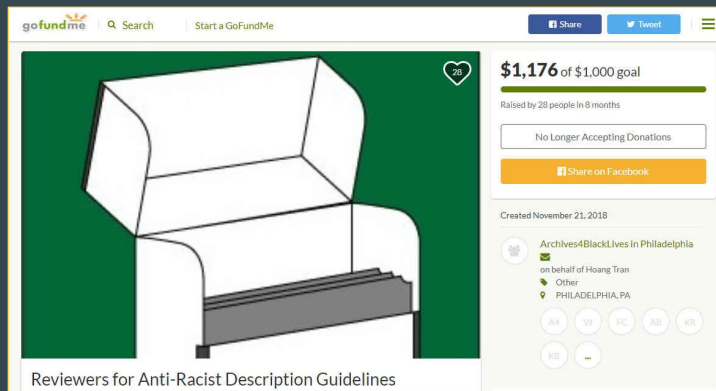 gofundme Search Start a GoFundMe Share Tweet
28
Reviewers for Anti-Racist Description Guidelines
$1,176 of $1,000 goal
Raised by 28 people in 8 months
No Longer Accepting Donations
Share on Facebook
Created November 21, 2018
Archives4BlackLives in Philadelphia
on behalf of Hoang Tran
Other
PHILADELPHIA, PA
A4 VJ FC AB KR
KB ...